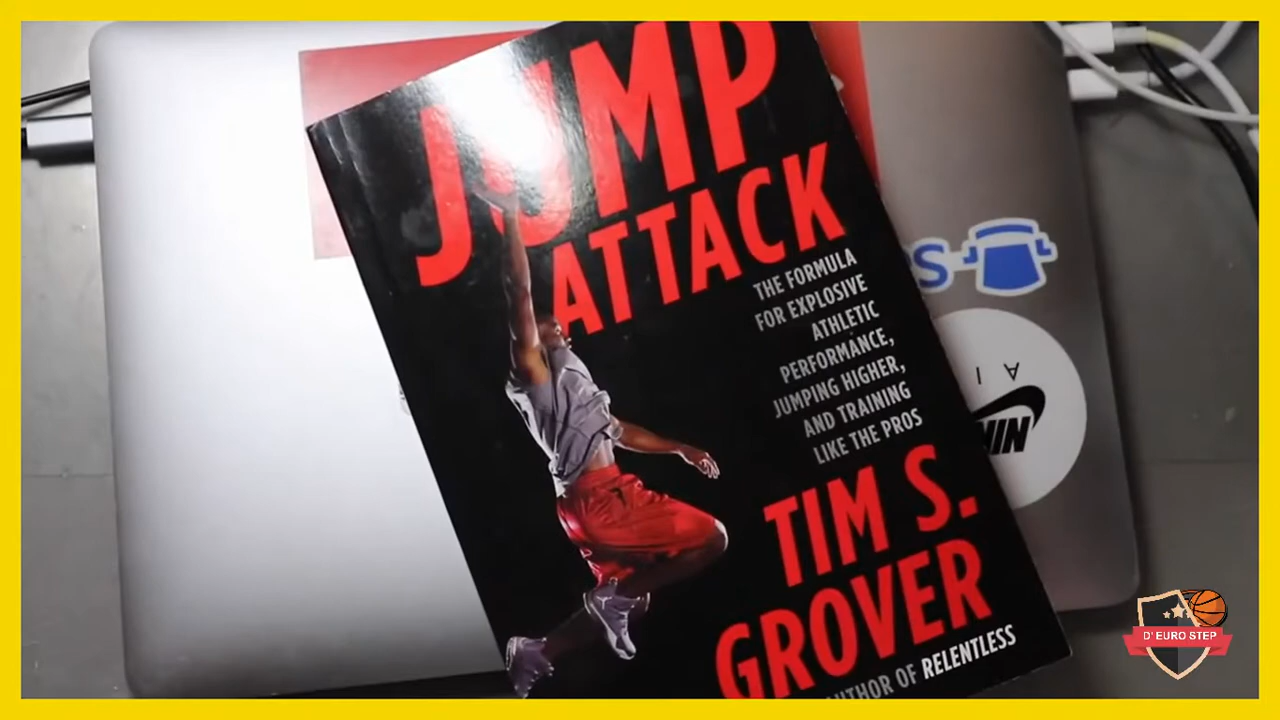 JUMP
ATTACK
THE FORMULA
FOR EXPLOSIVE
ATHLETIC
PERFORMANCE,
JUMPING HIGHER,
AND TRAINING
LIKE THE PROS
TIM S.
GROVER
AUTHOR OF RELENTLESS
AI
D' EURO STEP